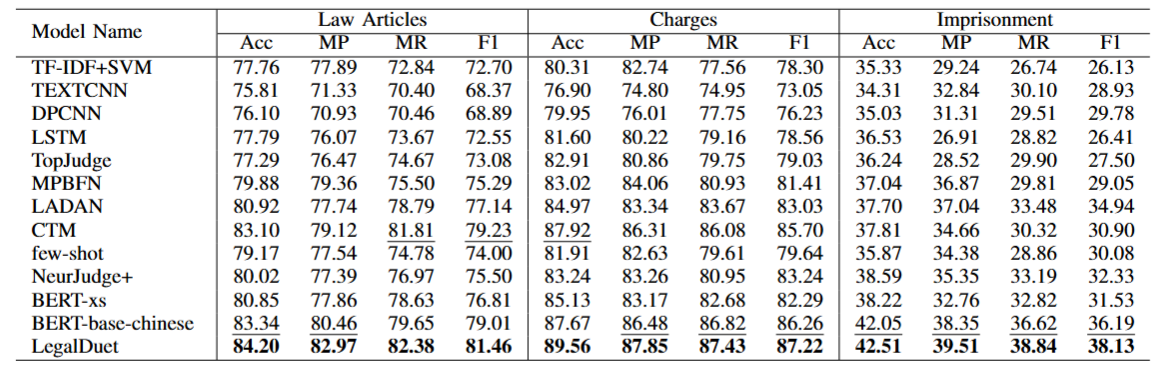 Model Name Law Articles Charges Imprisonment
Acc MP MR F1 Acc MP MR F1 Acc MP MR F1
TF-IDF+SVM 77.76 77.89 72.84 72.70 80.31 82.74 77.56 78.30 35.33 29.24 26.74 26.13
TEXTCNN 75.81 71.33 70.40 68.37 76.90 74.80 74.95 73.05 34.31 32.84 30.10 28.93
DPCNN 76.10 70.93 70.46 68.89 79.95 76.01 77.75 76.23 35.03 31.31 29.51 29.78
LSTM 77.79 76.07 73.67 72.55 81.60 80.22 79.16 78.56 36.53 26.91 28.82 26.41
TopJudge 77.29 76.47 74.67 73.08 82.91 80.86 79.75 79.03 36.24 28.52 29.90 27.50
MPBFN 79.88 79.36 75.50 75.29 83.02 84.06 80.93 81.41 37.04 36.87 29.81 29.05
LADAN 80.92 77.74 78.79 77.14 84.97 83.34 83.67 83.03 37.70 37.04 33.48 34.94
CTM 83.10 79.12 81.81 79.23 87.92 86.31 86.08 85.70 37.81 34.66 30.32 30.90
few-shot 79.17 77.54 74.78 74.00 81.91 82.63 79.61 79.64 35.87 34.38 28.86 30.08
NeurJudge+ 80.02 77.39 76.97 75.50 83.24 83.26 80.95 83.24 38.59 35.35 33.19 32.33
BERT-xs 80.85 77.86 78.63 76.81 85.13 83.17 82.68 82.29 38.22 32.76 32.82 31.53
BERT-base-chinese 83.34 80.46 79.65 79.01 87.67 86.48 86.82 86.26 42.05 38.35 36.62 36.19
LegalDuet 84.20 82.97 82.38 81.46 89.56 87.85 87.43 87.22 42.51 39.51 38.84 38.13